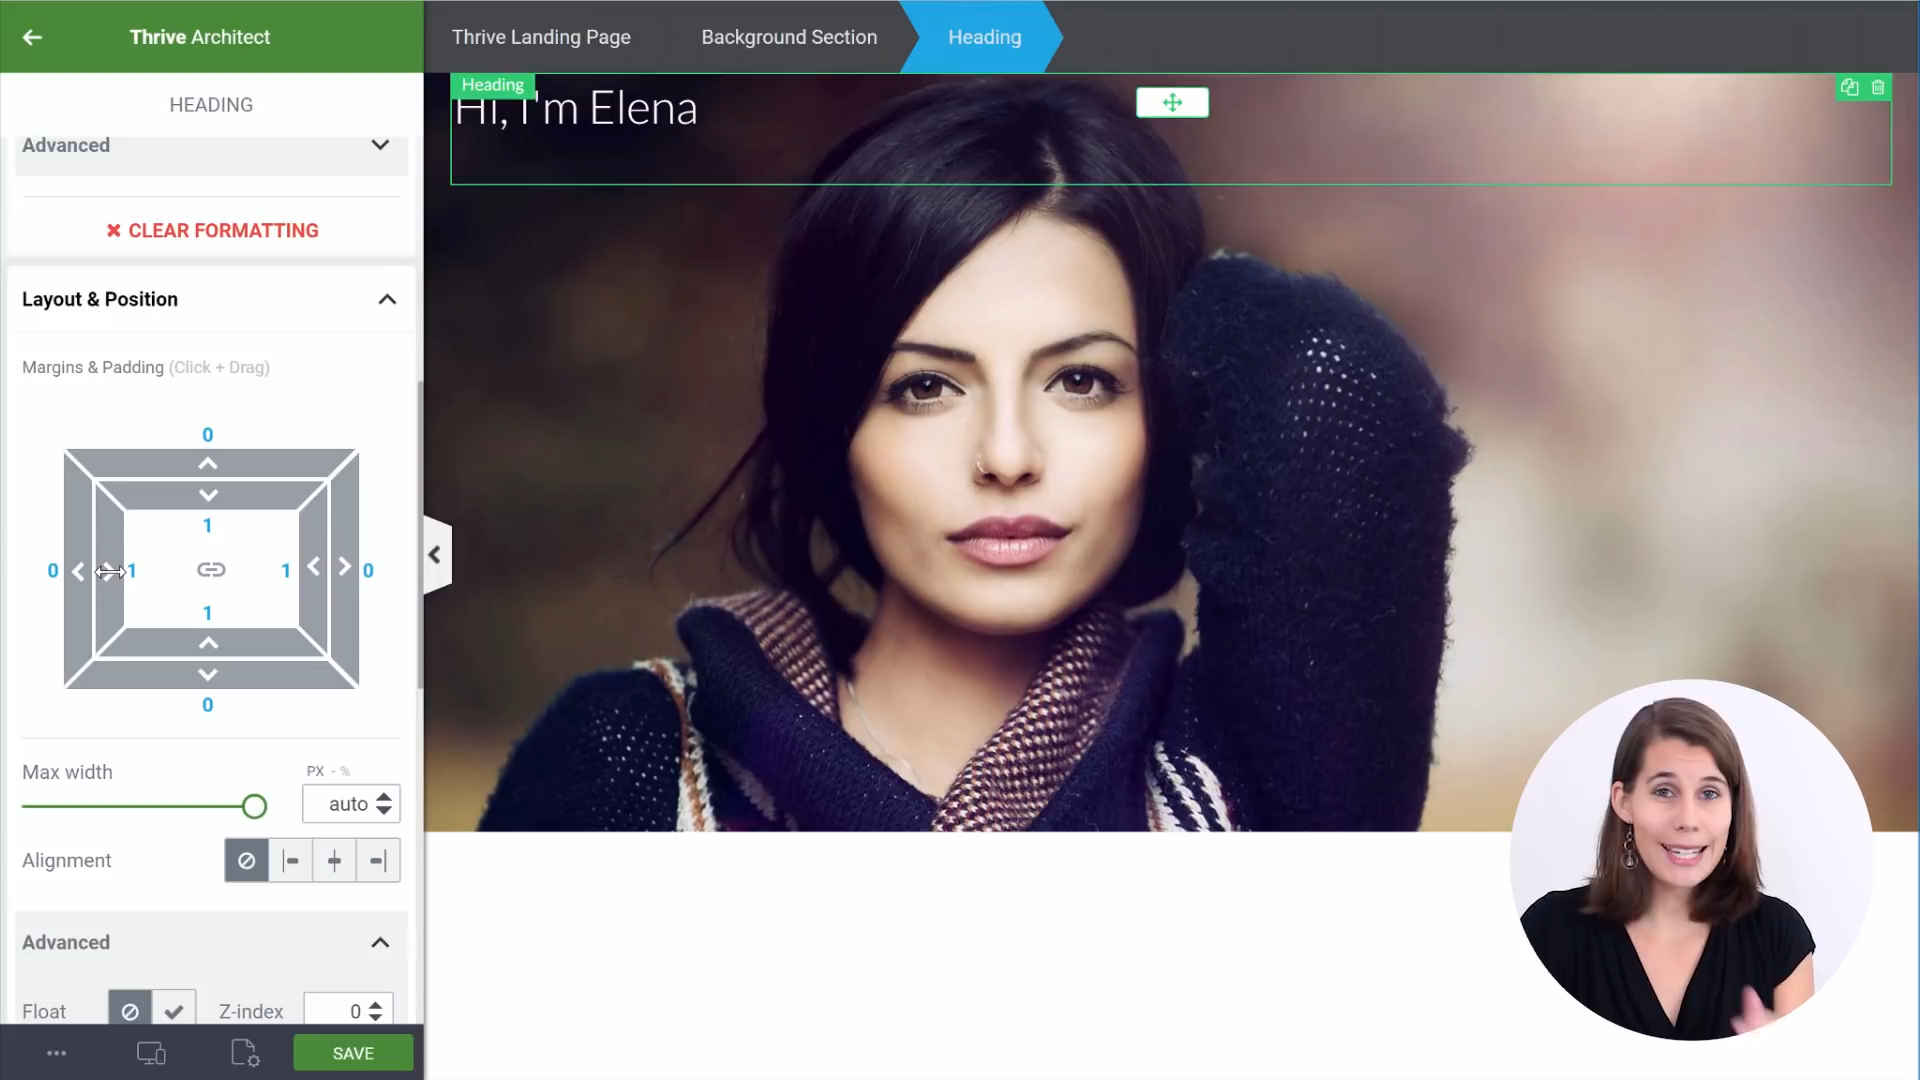 Thrive Architect
Thrive Landing Page
Background Section
Heading
HEADING
Heading
Hi, I'm Elena
Advanced
CLEAR FORMATTING
Layout & Position
Margins & Padding (Click + Drag)
0
1
0
1
1
0
1
0
Max width
PX - %
auto
Alignment
Advanced
Float
Z-index
0
SAVE